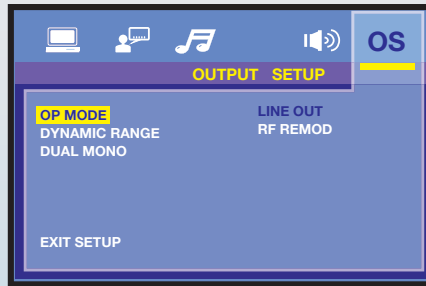 OS
OUTPUT SETUP
OP MODE
LINE OUT
DYNAMIC RANGE
RF REMOD
DUAL MONO
EXIT SETUP